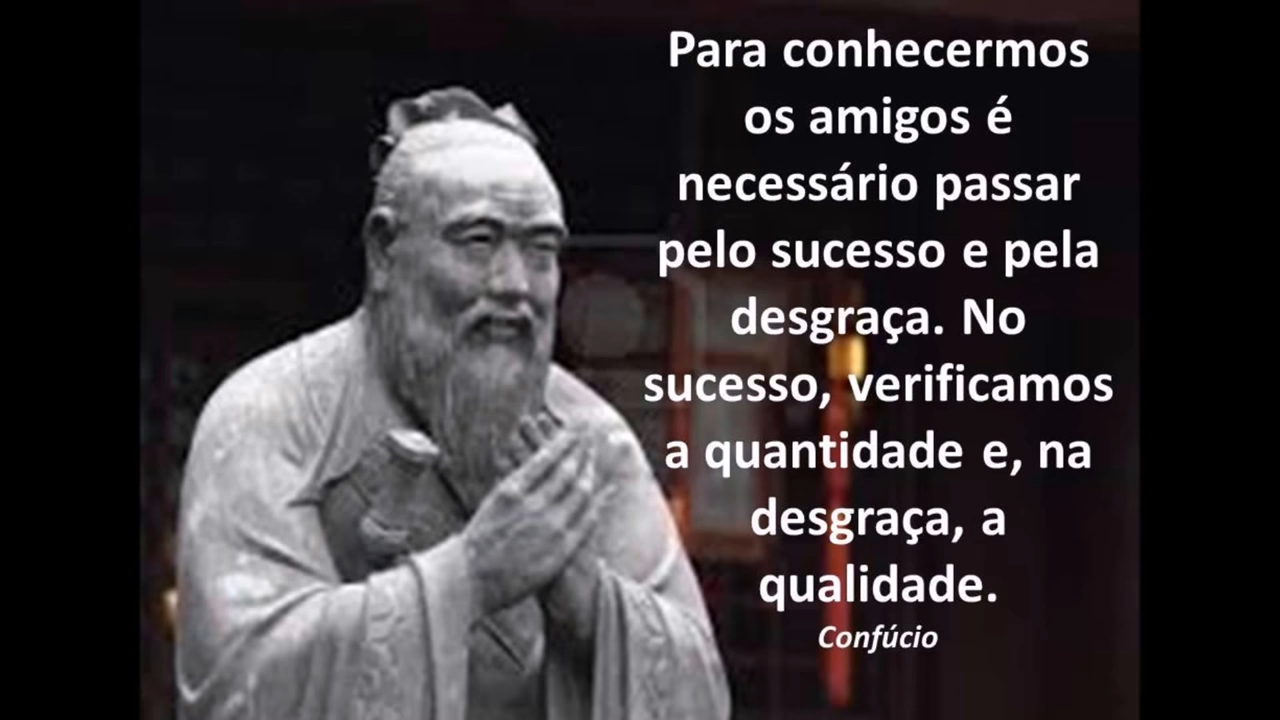 Para conhecermos
os amigos é
necessário passar
pelo sucesso e pela
desgraça. No
sucesso, verificamos
a quantidade e, na
desgraça, a
qualidade.
Confúcio